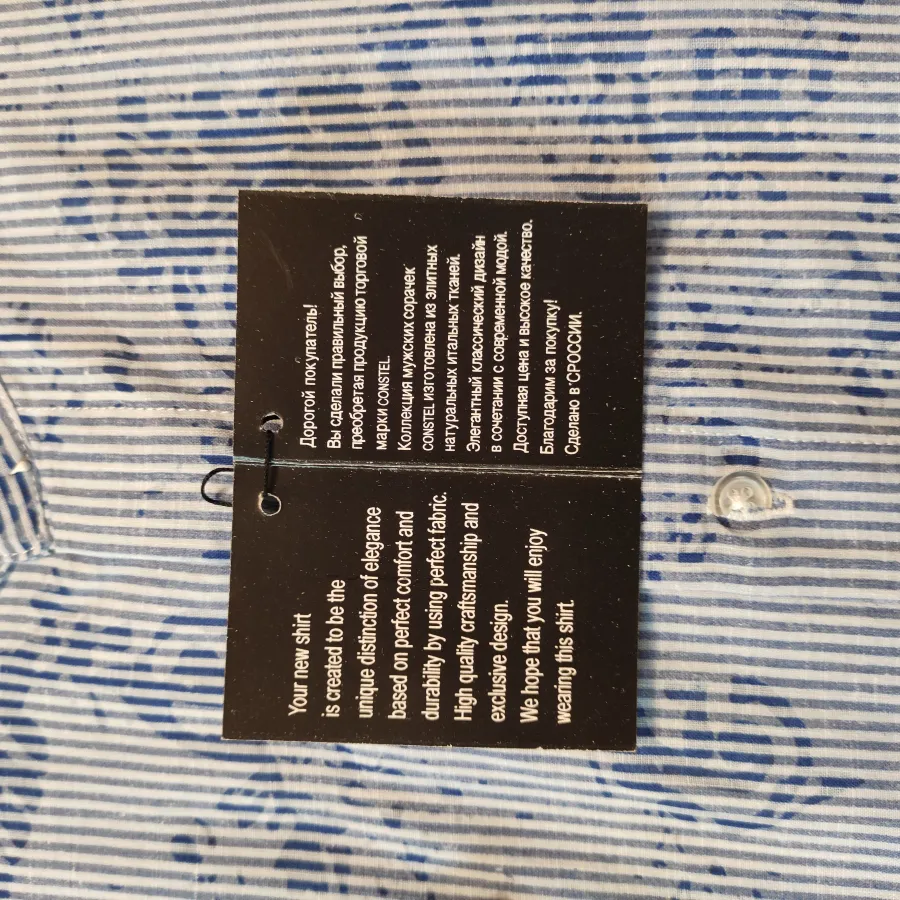 Your new shirt
is created to be the
unique distinction of elegance
based on perfect comfort and
durability by using perfect fabric.
High quality craftsmanship and
exclusive design.
We hope that you will enjoy
wearing this shirt.
Дорогой покупатель!
Вы сделали правильный выбор,
преобретая продукцию торговой
марки CONSTEL
Коллекция мужских сорачек
CONSTEL изготовлена из элитных
натуральных итальных тканей.
Элегантный классический дизайн
в сочетании с современной модой.
Доступная цена и высокое качество.
Благодарим за покупку!
Сделано в СРОССИИ.